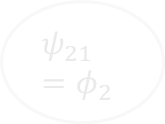 ψ₂₁
= ϕ₂